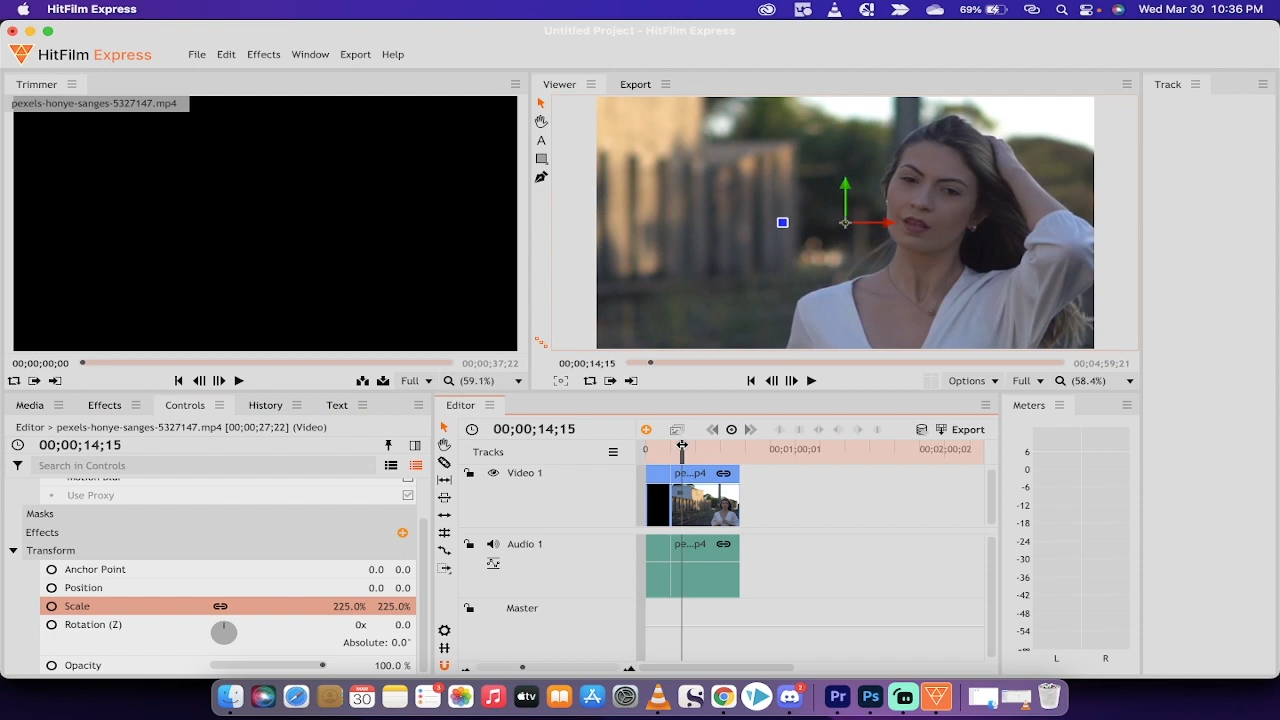 HitFilm Express
69%
Wed Mar 30 10:36 PM
Untitled Project - HitFilm Express
HitFilm Express
File Edit Effects Window Export Help
Trimmer
Viewer Export
Track
pexels-honye-sanges-5327147.mp4
A
00;00;00;00
00;00;37;22
00;00;14;15
00;04;59;21
Full (59.1%)
Options Full (58.4%)
Media Effects Controls History Text
Editor
Meters
Editor > pexels-honye-sanges-5327147.mp4 [00;00;27;22] (Video)
00;00;14;15
00;00;14;15
Export
Search in Controls
Tracks
0 00;01;00;01 00;02;00;02
Motion Blur
Use Proxy
Masks
Effects
Transform
Anchor Point 0.0 0.0
Position 0.0 0.0
Scale 225.0% 225.0%
Rotation (Z) 0x 0.0
Absolute: 0.0°
Opacity 100.0 %
Video 1
pe...p4
Audio 1
pe...p4
Master
6
0
-6
-12
-18
-24
-30
-36
-42
-48
-54
-∞
L R
3
30
tv
1
Pr
Ps